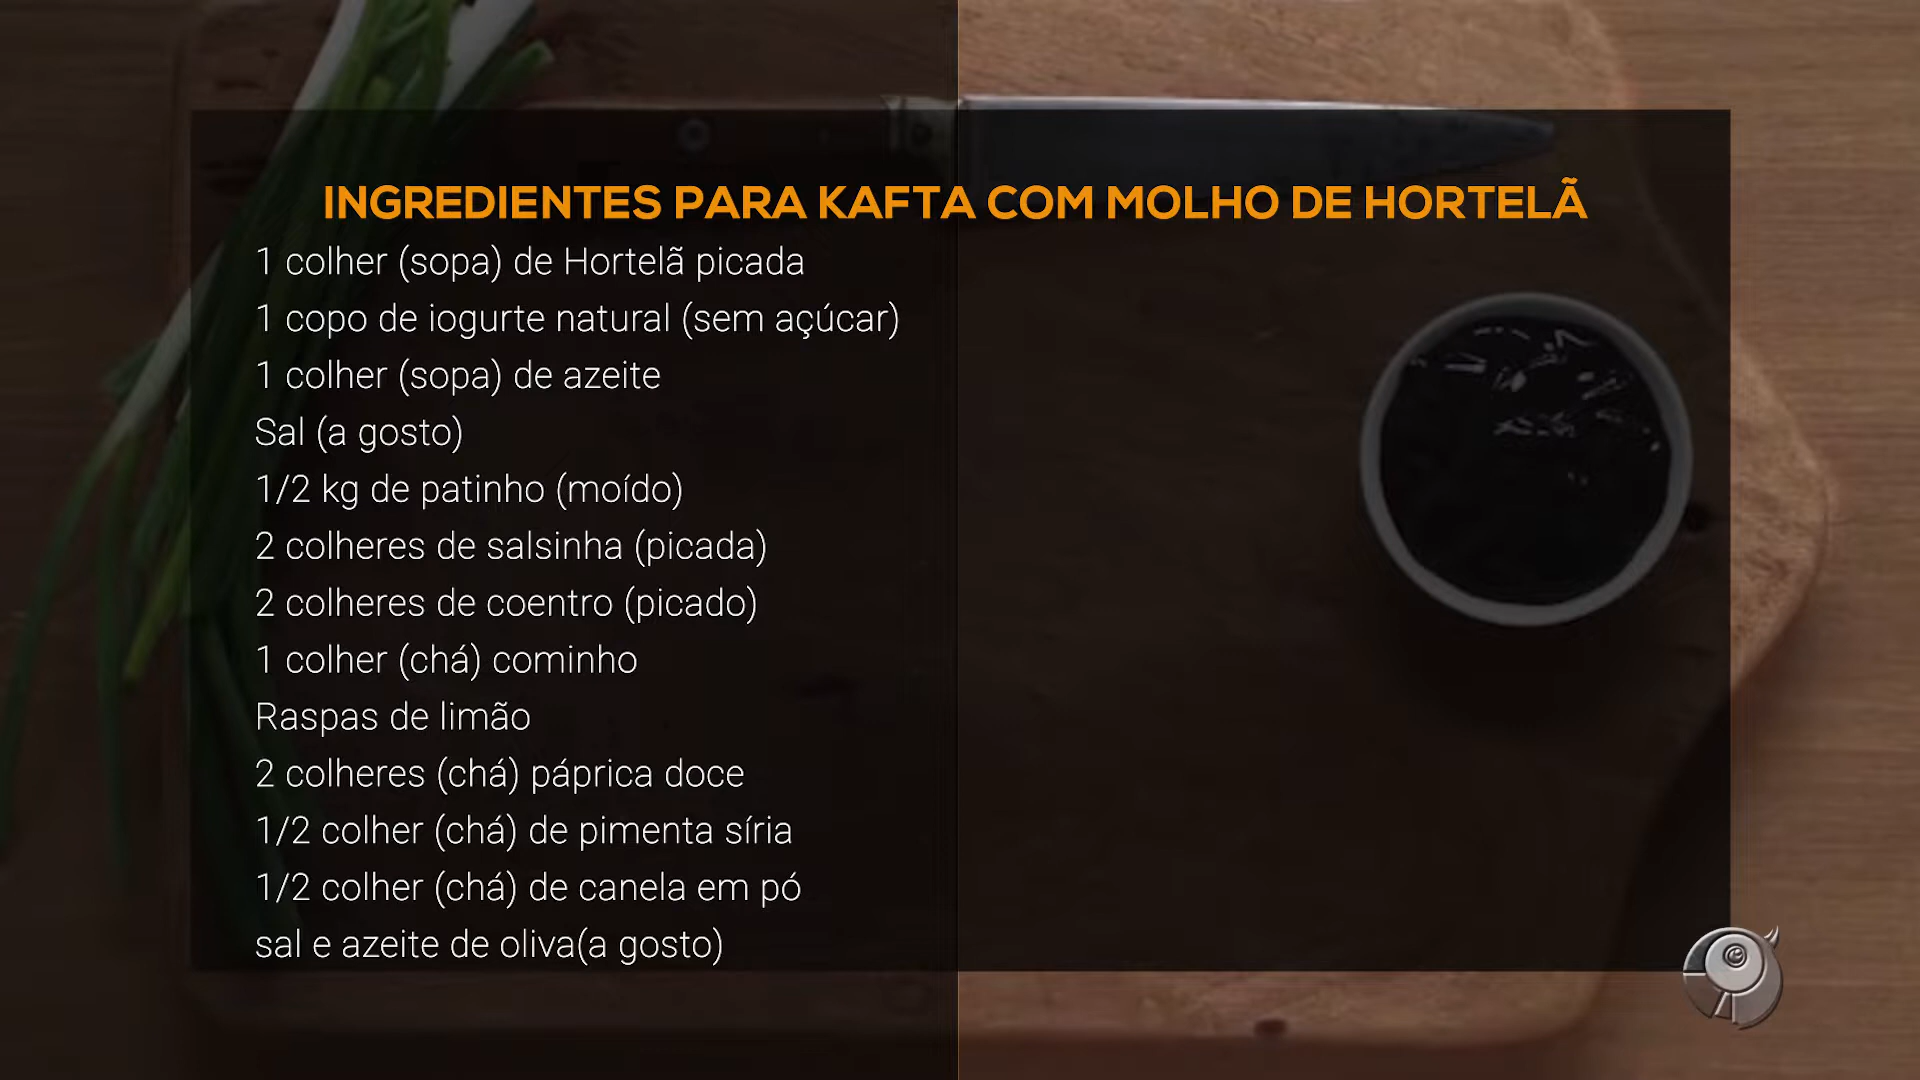 INGREDIENTES PARA KAFTA COM MOLHO DE HORTELÃ
1 colher (sopa) de Hortelã picada
1 copo de iogurte natural (sem açúcar)
1 colher (sopa) de azeite
Sal (a gosto)
1/2 kg de patinho (moído)
2 colheres de salsinha (picada)
2 colheres de coentro (picado)
1 colher (chá) cominho
Raspas de limão
2 colheres (chá) páprica doce
1/2 colher (chá) de pimenta síria
1/2 colher (chá) de canela em pó
sal e azeite de oliva(a gosto)